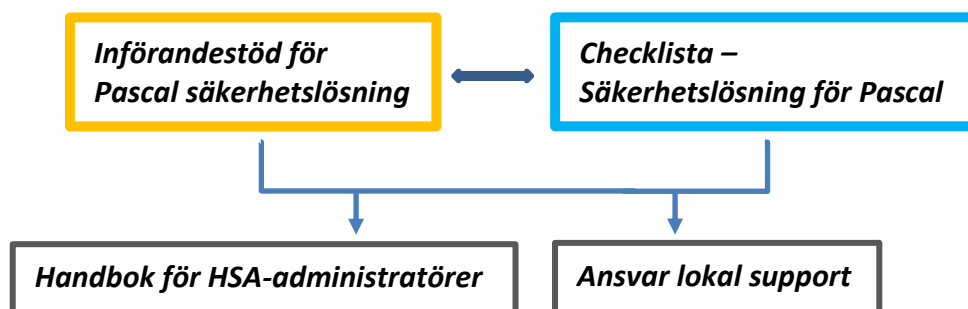 Införandestöd för
Pascal säkerhetslösning
Checklista –
Säkerhetslösning för Pascal
Handbok för HSA-administratörer
Ansvar lokal support